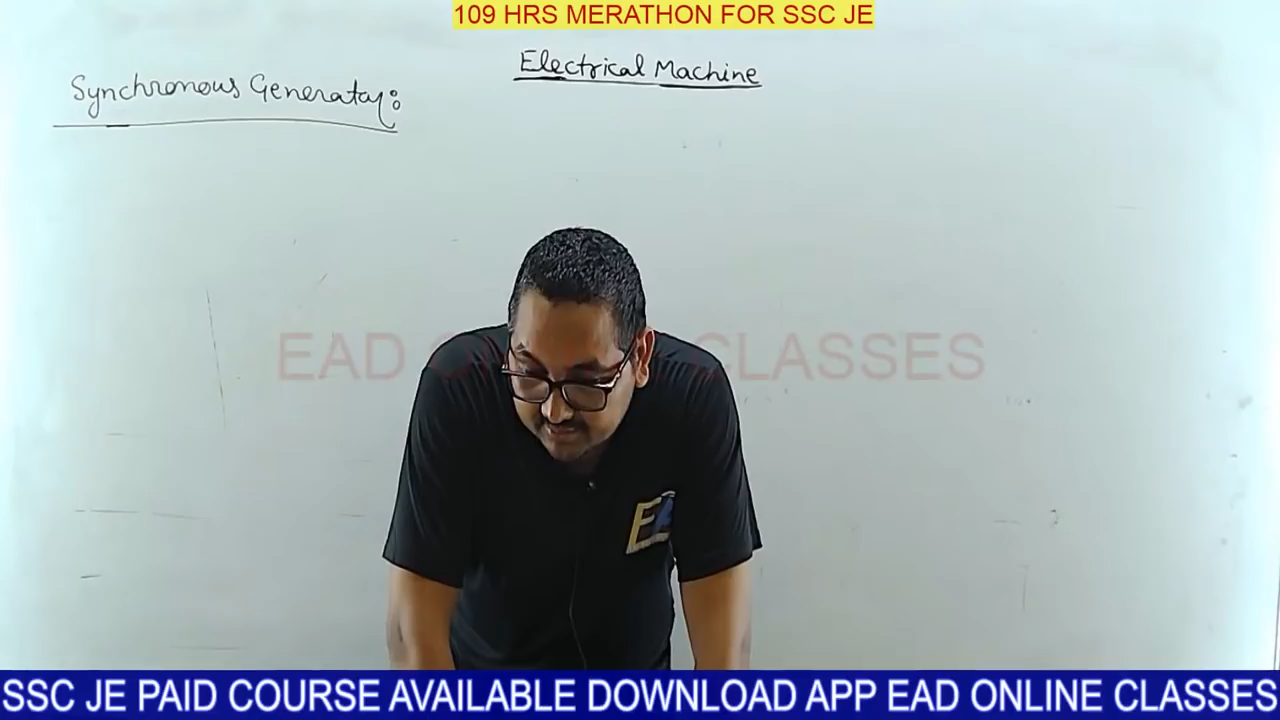 109 HRS MERATHON FOR SSC JE
Electrical Machine
Synchronous Generator:
EAD CLASSES
EA
SSC JE PAID COURSE AVAILABLE DOWNLOAD APP EAD ONLINE CLASSES